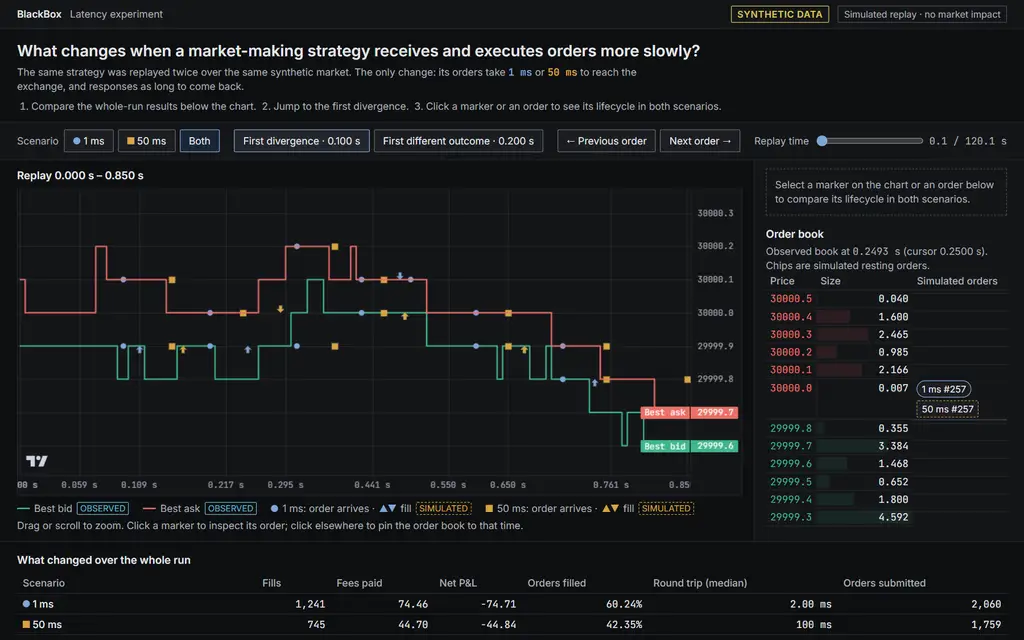 BlackBox Latency experiment SYNTHETIC DATA Simulated replay · no market impact
What changes when a market-making strategy receives and executes orders more slowly?
The same strategy was replayed twice over the same synthetic market. The only change: its orders take 1 ms or 50 ms to reach the
exchange, and responses as long to come back.
1. Compare the whole-run results below the chart. 2. Jump to the first divergence. 3. Click a marker or an order to see its lifecycle in both scenarios.
Scenario 1 ms 50 ms Both First divergence · 0.100 s First different outcome · 0.200 s ← Previous order Next order → Replay time 0.1 / 120.1 s
Replay 0.000 s – 0.850 s
30000.3
30000.2
30000.1
30000.0
29999.9
29999.8
Best ask 29999.7
Best bid 29999.6
00 s 0.059 s 0.109 s 0.217 s 0.295 s 0.441 s 0.550 s 0.650 s 0.761 s 0.85
Best bid OBSERVED Best ask OBSERVED 1 ms: order arrives · ▲▼ fill SIMULATED 50 ms: order arrives · ▲▼ fill SIMULATED
Drag or scroll to zoom. Click a marker to inspect its order; click elsewhere to pin the order book to that time.
Select a marker on the chart or an order below
to compare its lifecycle in both scenarios.
Order book
Observed book at 0.2493 s (cursor 0.2500 s).
Chips are simulated resting orders.
Price Size Simulated orders
30000.5 0.040
30000.4 1.600
30000.3 2.465
30000.2 0.985
30000.1 2.166
30000.0 0.007 1 ms #257
50 ms #257
29999.8 0.355
29999.7 3.384
29999.6 1.468
29999.5 0.652
29999.4 1.800
29999.3 4.592
What changed over the whole run
Scenario Fills Fees paid Net P&L Orders filled Round trip (median) Orders submitted
1 ms 1,241 74.46 -74.71 60.24% 2.00 ms 2,060
50 ms 745 44.70 -44.84 42.35% 100 ms 1,759